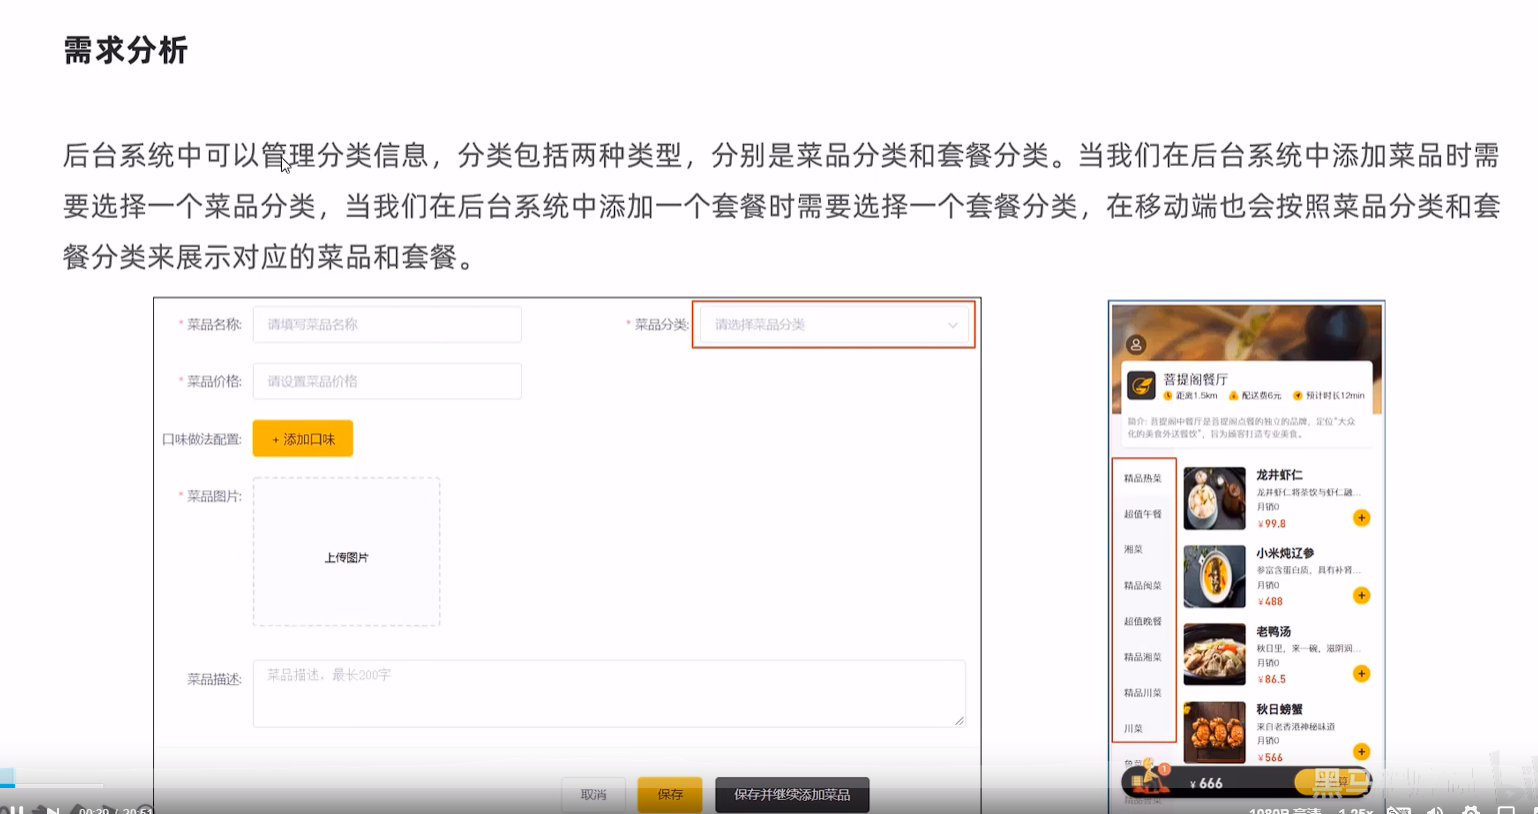 需求分析
后台系统中可以管理分类信息，分类包括两种类型，分别是菜品分类和套餐分类。当我们在后台系统中添加菜品时需
要选择一个菜品分类，当我们在后台系统中添加一个套餐时需要选择一个套餐分类，在移动端也会按照菜品分类和套
餐分类来展示对应的菜品和套餐。
* 菜品名称: 请填写菜品名称
* 菜品分类: 请选择菜品分类
* 菜品价格: 请设置菜品价格
口味做法配置: + 添加口味
* 菜品图片:
上传图片
菜品描述: 菜品描述，最长200字
取消 保存 保存并继续添加菜品
菩提阁餐厅
距离1.5km 配送费6元 预计时长12min
简介: 菩提阁中餐厅是菩提阁点餐的独立的品牌，定位“大众
化的美食外送餐饮”，旨为顾客打造专业美食。
精品热菜
超值午餐
湘菜
精品闽菜
超值晚餐
精品湘菜
精品川菜
川菜
龙井虾仁
龙井虾仁将茶饮与虾仁融...
月销0
¥99.8
小米炖辽参
参富含蛋白质，具有补肾...
月销0
¥488
老鸭汤
秋日里，来一碗，滋阴润...
月销0
¥86.5
秋日螃蟹
来自老香港神秘味道
月销0
¥566
1
¥ 666
00:39 / 20:51
1080P 高清 1.25x